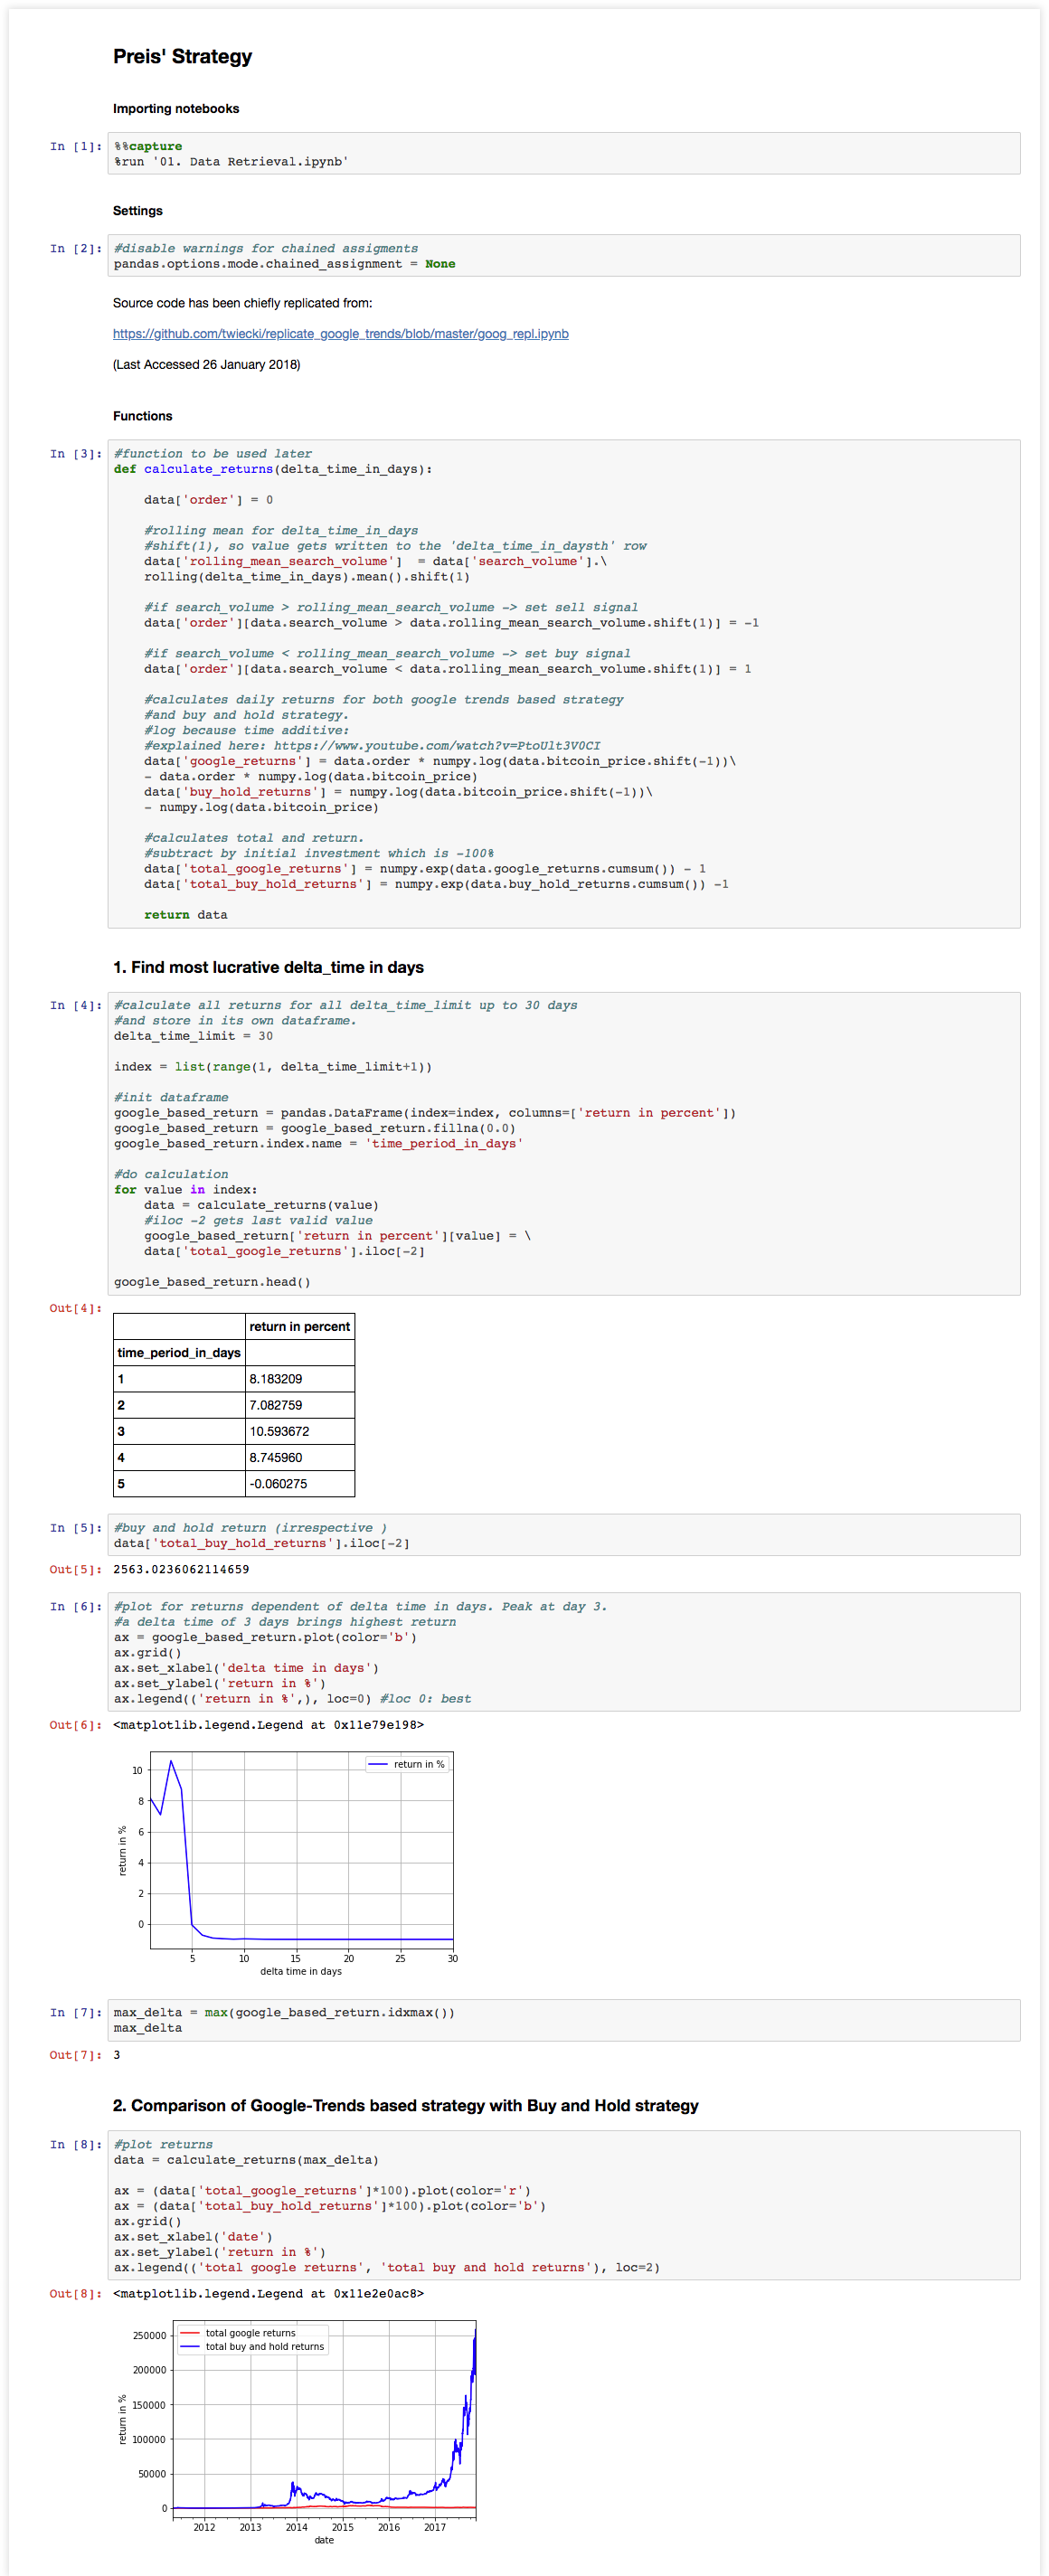 Preis' Strategy
Importing notebooks
In [1]: %%capture
%run '01. Data Retrieval.ipynb'
Settings
In [2]: #disable warnings for chained assigments
pandas.options.mode.chained_assignment = None
Source code has been chiefly replicated from:
https://github.com/twiecki/replicate_google_trends/blob/master/goog_repl.ipynb
(Last Accessed 26 January 2018)
Functions
In [3]: #function to be used later
def calculate_returns(delta_time_in_days):
data['order'] = 0
#rolling mean for delta_time_in_days
#shift(1), so value gets written to the 'delta_time_in_daysth' row
data['rolling_mean_search_volume']  = data['search_volume'].\
rolling(delta_time_in_days).mean().shift(1)
#if search_volume > rolling_mean_search_volume -> set sell signal
data['order'][data.search_volume > data.rolling_mean_search_volume.shift(1)] = -1
#if search_volume < rolling_mean_search_volume -> set buy signal
data['order'][data.search_volume < data.rolling_mean_search_volume.shift(1)] = 1
#calculates daily returns for both google trends based strategy
#and buy and hold strategy.
#log because time additive:
#explained here: https://www.youtube.com/watch?v=PtoUlt3V0CI
data['google_returns'] = data.order * numpy.log(data.bitcoin_price.shift(-1))\
- data.order * numpy.log(data.bitcoin_price)
data['buy_hold_returns'] = numpy.log(data.bitcoin_price.shift(-1))\
- numpy.log(data.bitcoin_price)
#calculates total and return.
#subtract by initial investment which is -100%
data['total_google_returns'] = numpy.exp(data.google_returns.cumsum()) - 1
data['total_buy_hold_returns'] = numpy.exp(data.buy_hold_returns.cumsum()) -1
return data
1. Find most lucrative delta_time in days
In [4]: #calculate all returns for all delta_time_limit up to 30 days
#and store in its own dataframe.
delta_time_limit = 30
index = list(range(1, delta_time_limit+1))
#init dataframe
google_based_return = pandas.DataFrame(index=index, columns=['return in percent'])
google_based_return = google_based_return.fillna(0.0)
google_based_return.index.name = 'time_period_in_days'
#do calculation
for value in index:
data = calculate_returns(value)
#iloc -2 gets last valid value
google_based_return['return in percent'][value] = \
data['total_google_returns'].iloc[-2]
google_based_return.head()
Out[4]:
return in percent
time_period_in_days
1 8.183209
2 7.082759
3 10.593672
4 8.745960
5 -0.060275
In [5]: #buy and hold return (irrespective )
data['total_buy_hold_returns'].iloc[-2]
Out[5]: 2563.0236062114659
In [6]: #plot for returns dependent of delta time in days. Peak at day 3.
#a delta time of 3 days brings highest return
ax = google_based_return.plot(color='b')
ax.grid()
ax.set_xlabel('delta time in days')
ax.set_ylabel('return in %')
ax.legend(('return in %',), loc=0) #loc 0: best
Out[6]: <matplotlib.legend.Legend at 0x11e79e198>
return in %
10
8
6
4
2
0
return in %
5 10 15 20 25 30
delta time in days
In [7]: max_delta = max(google_based_return.idxmax())
max_delta
Out[7]: 3
2. Comparison of Google-Trends based strategy with Buy and Hold strategy
In [8]: #plot returns
data = calculate_returns(max_delta)
ax = (data['total_google_returns']*100).plot(color='r')
ax = (data['total_buy_hold_returns']*100).plot(color='b')
ax.grid()
ax.set_xlabel('date')
ax.set_ylabel('return in %')
ax.legend(('total google returns', 'total buy and hold returns'), loc=2)
Out[8]: <matplotlib.legend.Legend at 0x11e2e0ac8>
total google returns
total buy and hold returns
250000
200000
150000
100000
50000
0
return in %
2012 2013 2014 2015 2016 2017
date